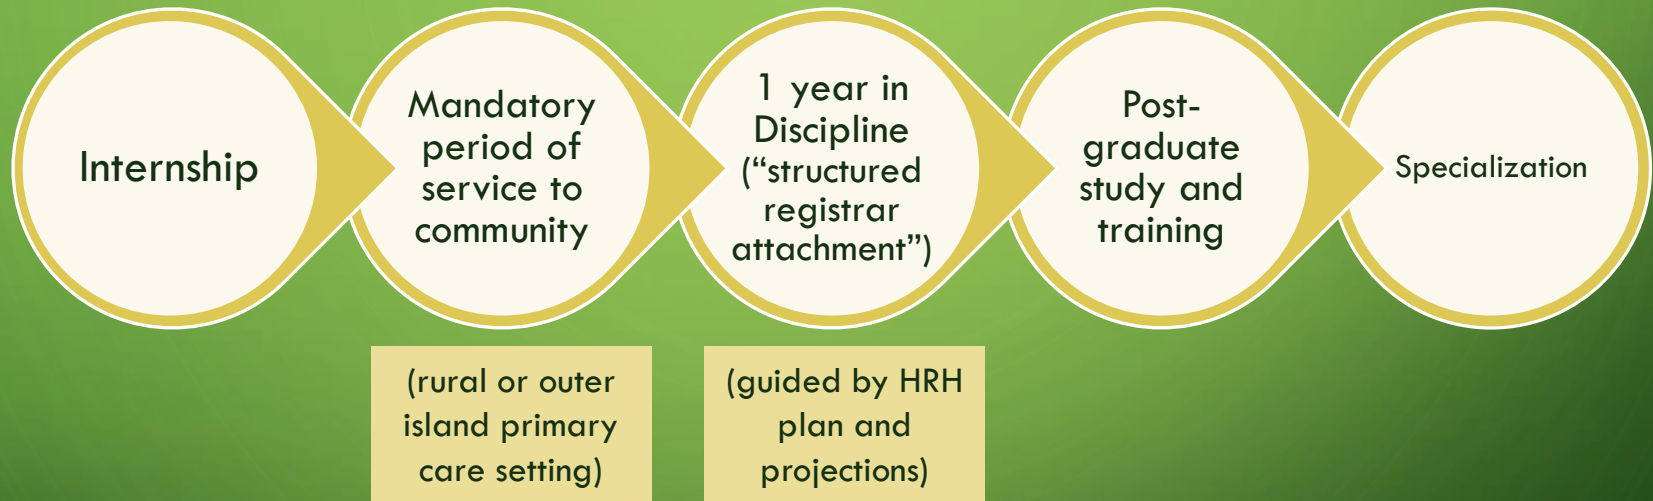 Internship
Mandatory
period of
service to
community
1 year in
Discipline
(“structured
registrar
attachment”)
Post-
graduate
study and
training
Specialization
(rural or outer
island primary
care setting)
(guided by HRH
plan and
projections)